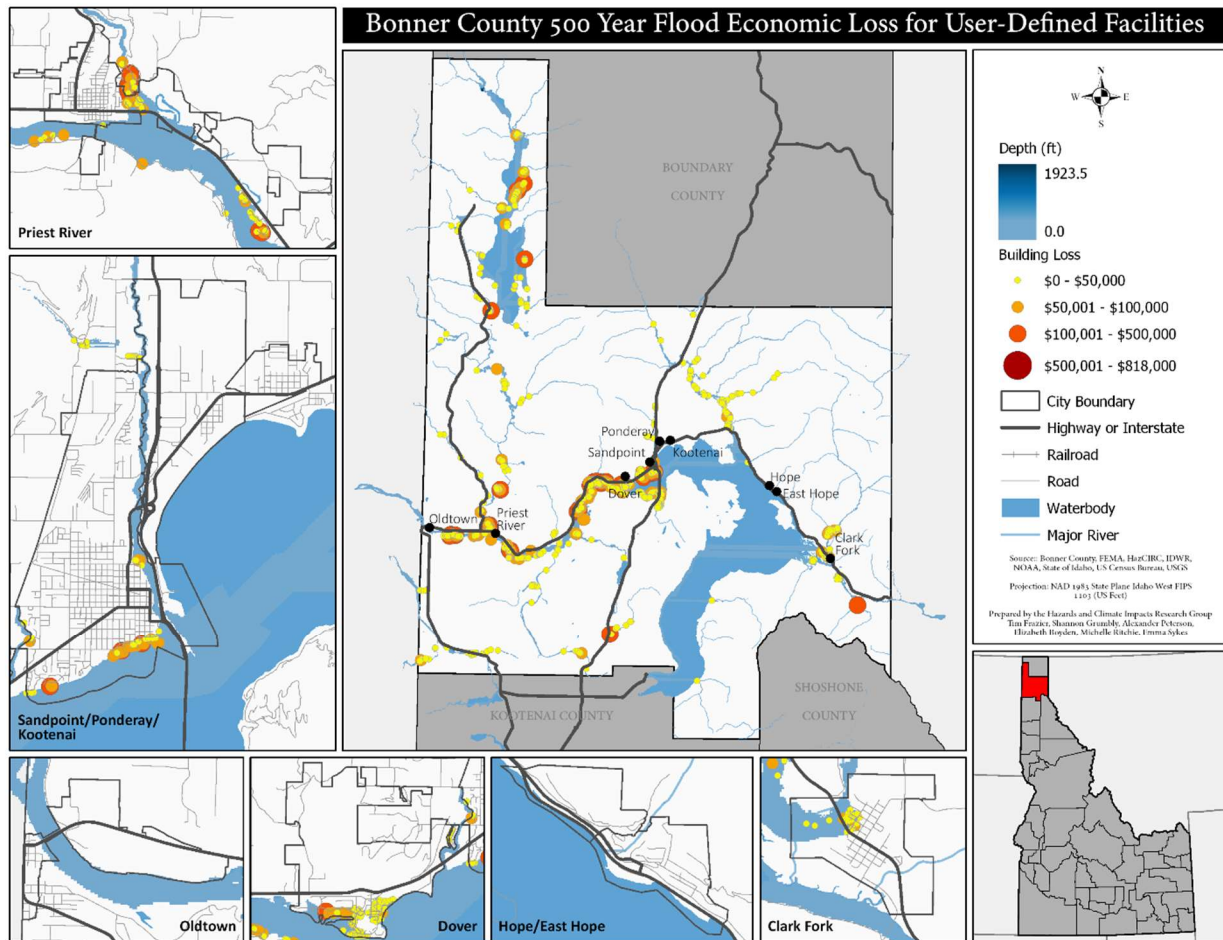 Bonner County 500 Year Flood Economic Loss for User-Defined Facilities
Priest River
Sandpoint/Ponderay/
Kootenai
BOUNDARY
COUNTY
Ponderay
Kootenai
Sandpoint
Dover
Hope
East Hope
Oldtown
Priest
River
Clark
Fork
KOOTENAI COUNTY
SHOSHONE
COUNTY
N
W
E
S
Depth (ft)
1923.5
0.0
Building Loss
$0 - $50,000
$50,001 - $100,000
$100,001 - $500,000
$500,001 - $818,000
City Boundary
Highway or Interstate
Railroad
Road
Waterbody
Major River
Source: Bonner County, FEMA, HazCIRC, IDWR,
NOAA, State of Idaho, US Census Bureau, USGS
Projection: NAD 1983 State Plane Idaho West FIPS
1103 (US Feet)
Prepared by the Hazards and Climate Impacts Research Group
Tim Frazier, Shannon Grumbly, Alexander Peterson,
Elizabeth Royden, Michelle Ritchie, Emma Sykes
Oldtown
Dover
Hope/East Hope
Clark Fork